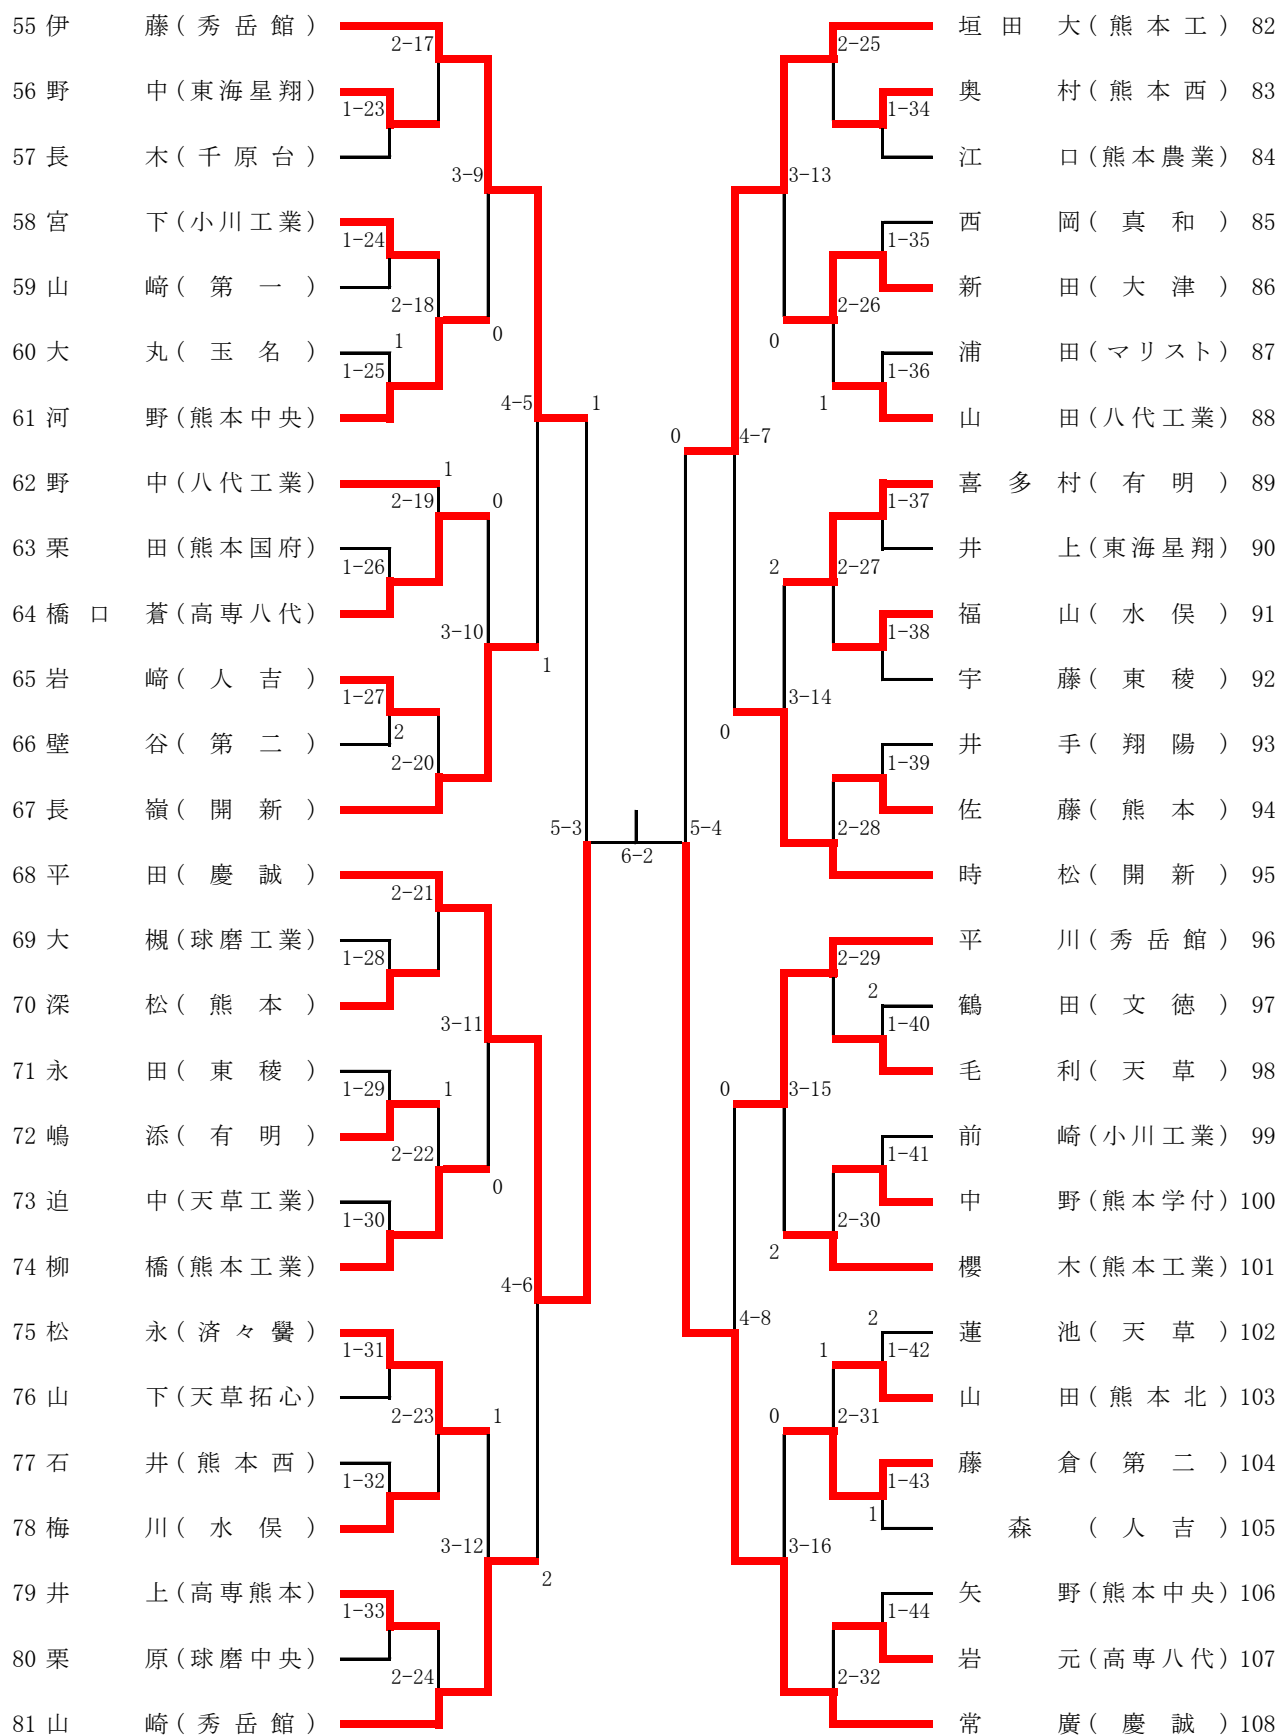 55 伊藤(秀岳館)
2-17
56 野中(東海星翔)
1-23
57 長木(千原台)
3-9
58 宮下(小川工業)
1-24
59 山﨑(第一)
2-18
0
60 大丸(玉名)
1
1-25
61 河野(熊本中央)
4-5
1
62 野中(八代工業)
1
2-19
0
63 栗田(熊本国府)
1-26
64 橋口蒼(高専八代)
3-10
1
65 岩﨑(人吉)
1-27
66 壁谷(第二)
2
2-20
67 長嶺(開新)
5-3
68 平田(慶誠)
2-21
69 大槻(球磨工業)
1-28
70 深松(熊本)
3-11
71 永田(東稜)
1-29
1
72 嶋添(有明)
2-22
0
73 迫中(天草工業)
1-30
74 柳橋(熊本工業)
4-6
75 松永(済々黌)
1-31
76 山下(天草拓心)
2-23
1
77 石井(熊本西)
1-32
78 梅川(水俣)
3-12
2
79 井上(高専熊本)
1-33
80 栗原(球磨中央)
2-24
81 山崎(秀岳館)
6-2
垣田大(熊本工) 82
2-25
奥村(熊本西) 83
1-34
江口(熊本農業) 84
3-13
西岡(真和) 85
1-35
新田(大津) 86
2-26
0
浦田(マリスト) 87
1-36
1
山田(八代工業) 88
0
4-7
喜多村(有明) 89
1-37
井上(東海星翔) 90
2
2-27
福山(水俣) 91
1-38
宇藤(東稜) 92
3-14
0
井手(翔陽) 93
1-39
佐藤(熊本) 94
5-4
2-28
時松(開新) 95
平川(秀岳館) 96
2-29
2
鶴田(文徳) 97
1-40
毛利(天草) 98
0
3-15
前崎(小川工業) 99
1-41
中野(熊本学付) 100
2-30
2
櫻木(熊本工業) 101
4-8
2
蓮池(天草) 102
1-42
1
山田(熊本北) 103
0
2-31
藤倉(第二) 104
1-43
1
森(人吉) 105
3-16
矢野(熊本中央) 106
1-44
岩元(高専八代) 107
2-32
常廣(慶誠) 108